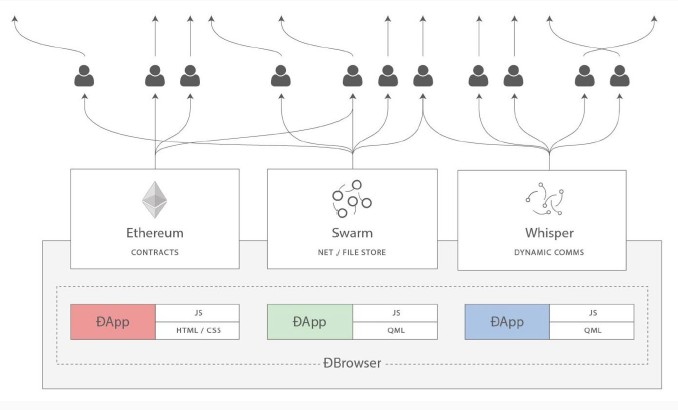 Ethereum
CONTRACTS
Swarm
NET / FILE STORE
Whisper
DYNAMIC COMMS
ĐApp
JS
HTML / CSS
ĐApp
JS
QML
ĐApp
JS
QML
ĐBrowser